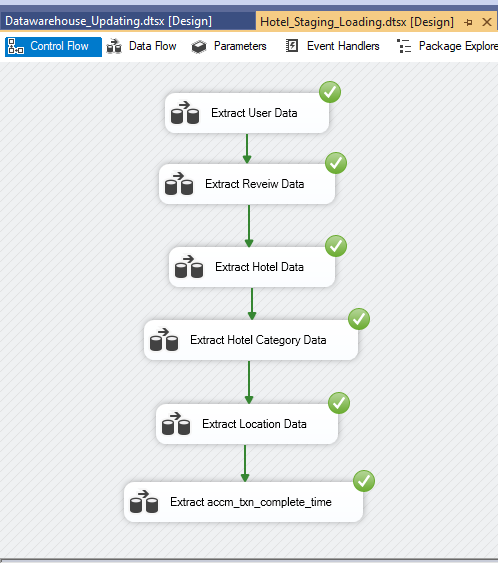 Datawarehouse_Updating.dtsx [Design]
Hotel_Staging_Loading.dtsx [Design]
Control Flow
Data Flow
Parameters
Event Handlers
Package Explore
Extract User Data
Extract Reveiw Data
Extract Hotel Data
Extract Hotel Category Data
Extract Location Data
Extract accm_txn_complete_time